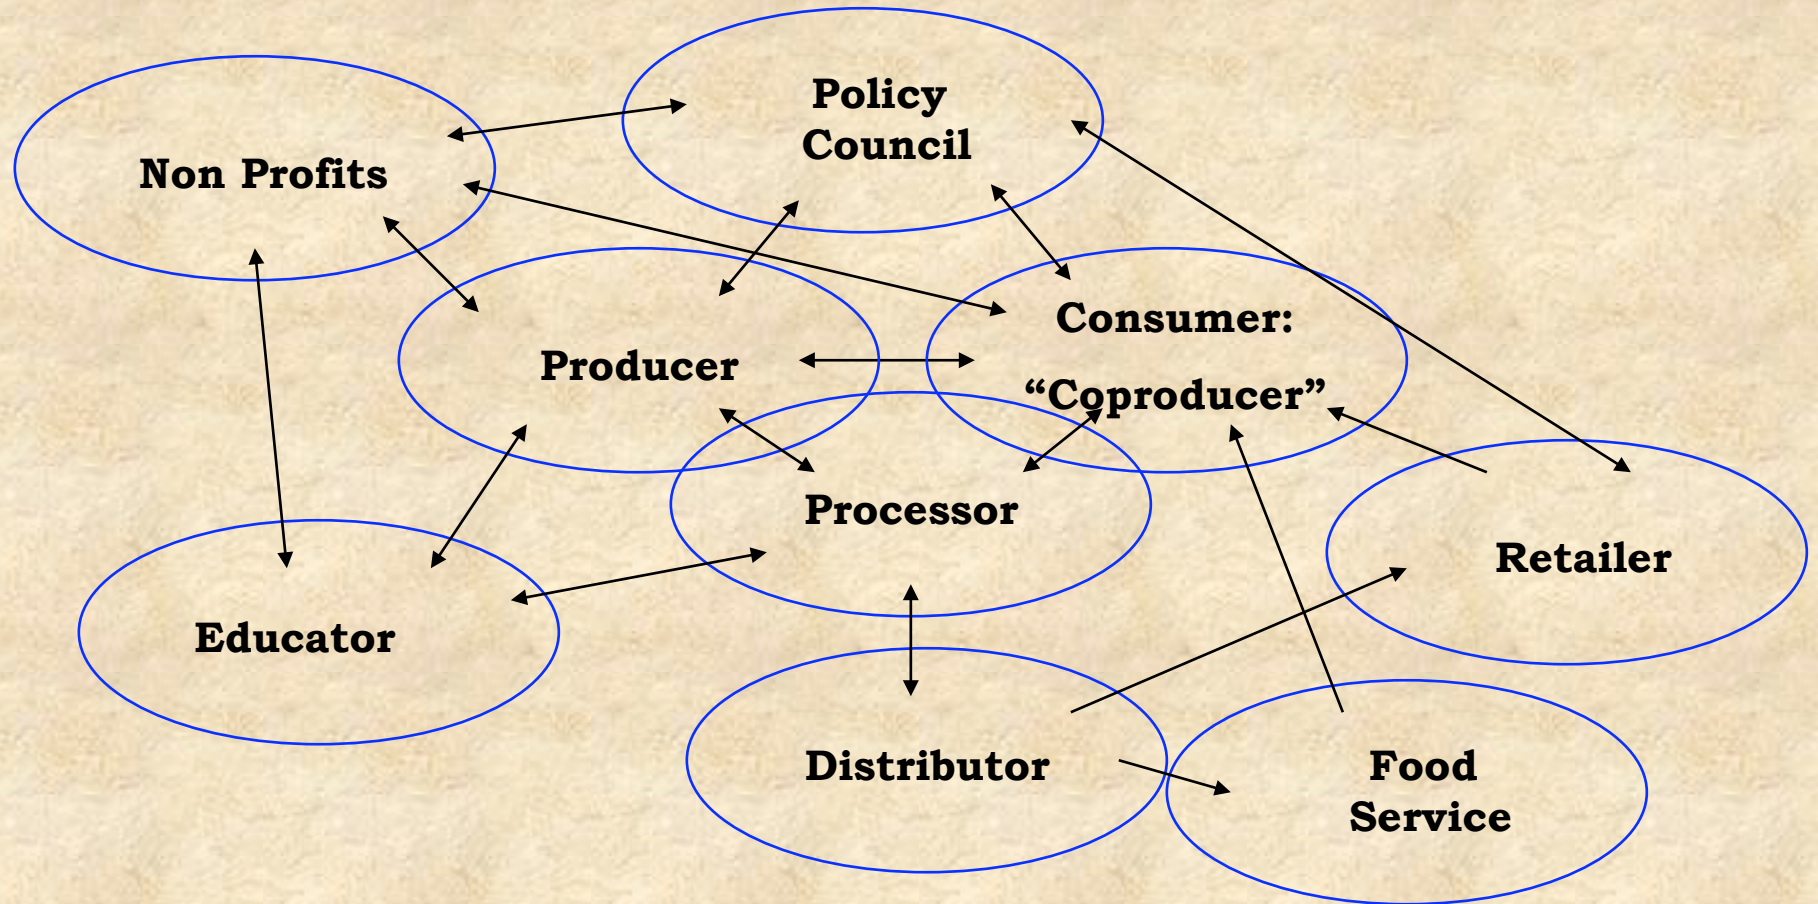 Policy
Council
Non Profits
Consumer:
Producer
“Coproducer”
Processor
Retailer
Educator
Distributor
Food
Service